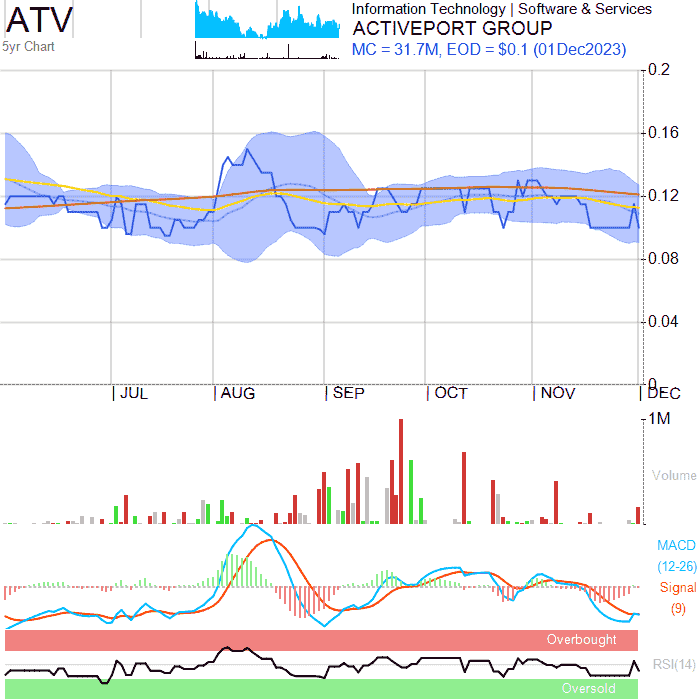 ATV
5yr Chart
Information Technology | Software & Services
ACTIVEPORT GROUP
MC = 31.7M, EOD = $0.1 (01Dec2023)
0.2
0.16
0.12
0.08
0.04
0
JUL AUG SEP OCT NOV DEC
1M
Volume
MACD
(12-26)
Signal
(9)
Overbought
RSI(14)
Oversold